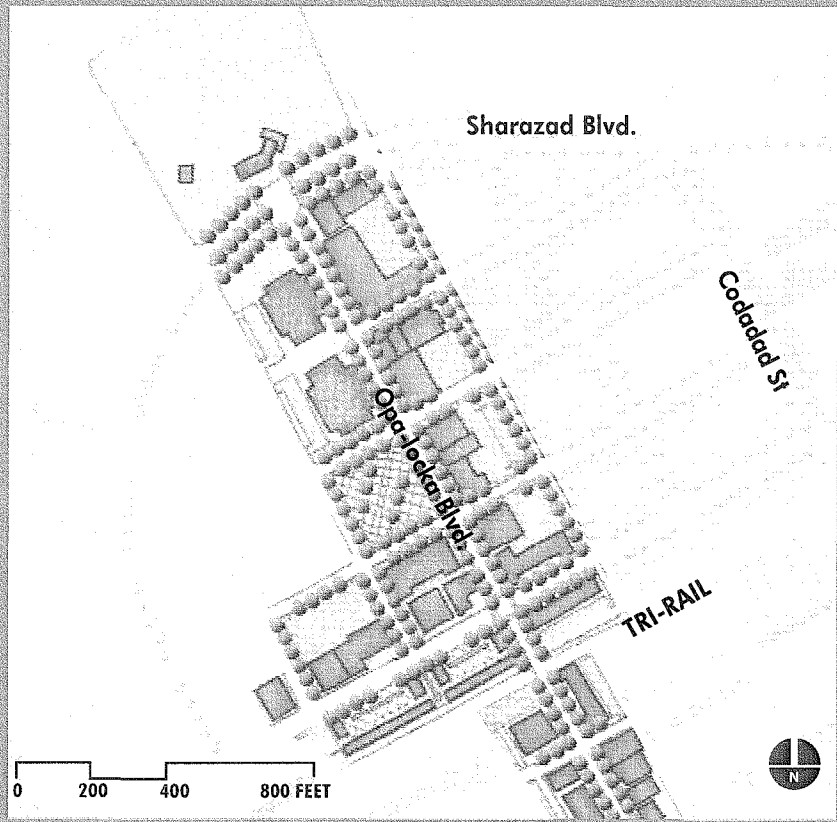 Sharazad Blvd.
Codadad St
Opa-locka Blvd.
TRI-RAIL
0 200 400 800 FEET
N